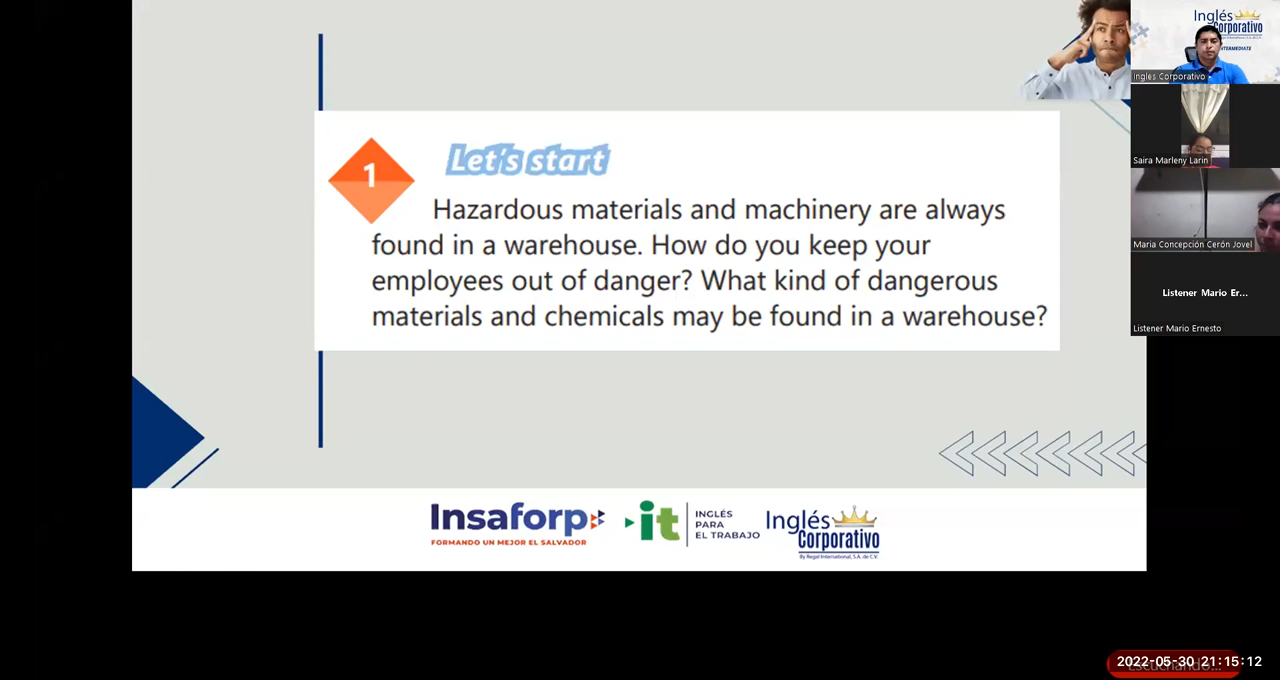 1
Let's start
Hazardous materials and machinery are always
found in a warehouse. How do you keep your
employees out of danger? What kind of dangerous
materials and chemicals may be found in a warehouse?
Insaforp
FORMANDO UN MEJOR EL SALVADOR
it
INGLÉS
PARA
EL TRABAJO
Inglés
Corporativo
By Regal International, S.A. de C.V.
Inglés
Corporativo
INTERMEDIATE
Ingles Corporativo
Saira Marleny Larin
Maria Concepción Cerón Jovel
Listener Mario Er...
Listener Mario Ernesto
2022-05-30 21:15:12